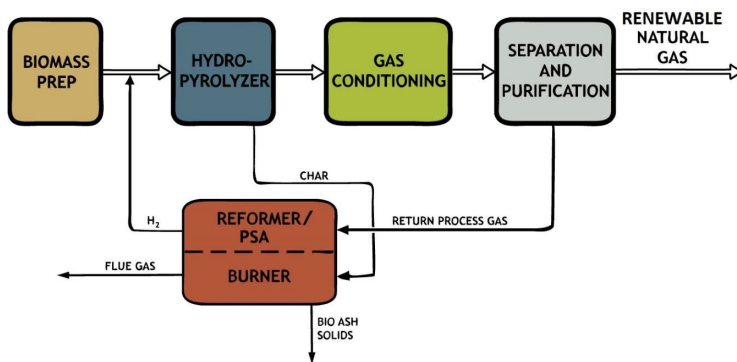 BIOMASS
PREP
HYDRO-
PYROLYZER
GAS
CONDITIONING
SEPARATION
AND
PURIFICATION
RENEWABLE
NATURAL
GAS
CHAR
H₂
REFORMER/
PSA
RETURN PROCESS GAS
BURNER
FLUE GAS
BIO ASH
SOLIDS